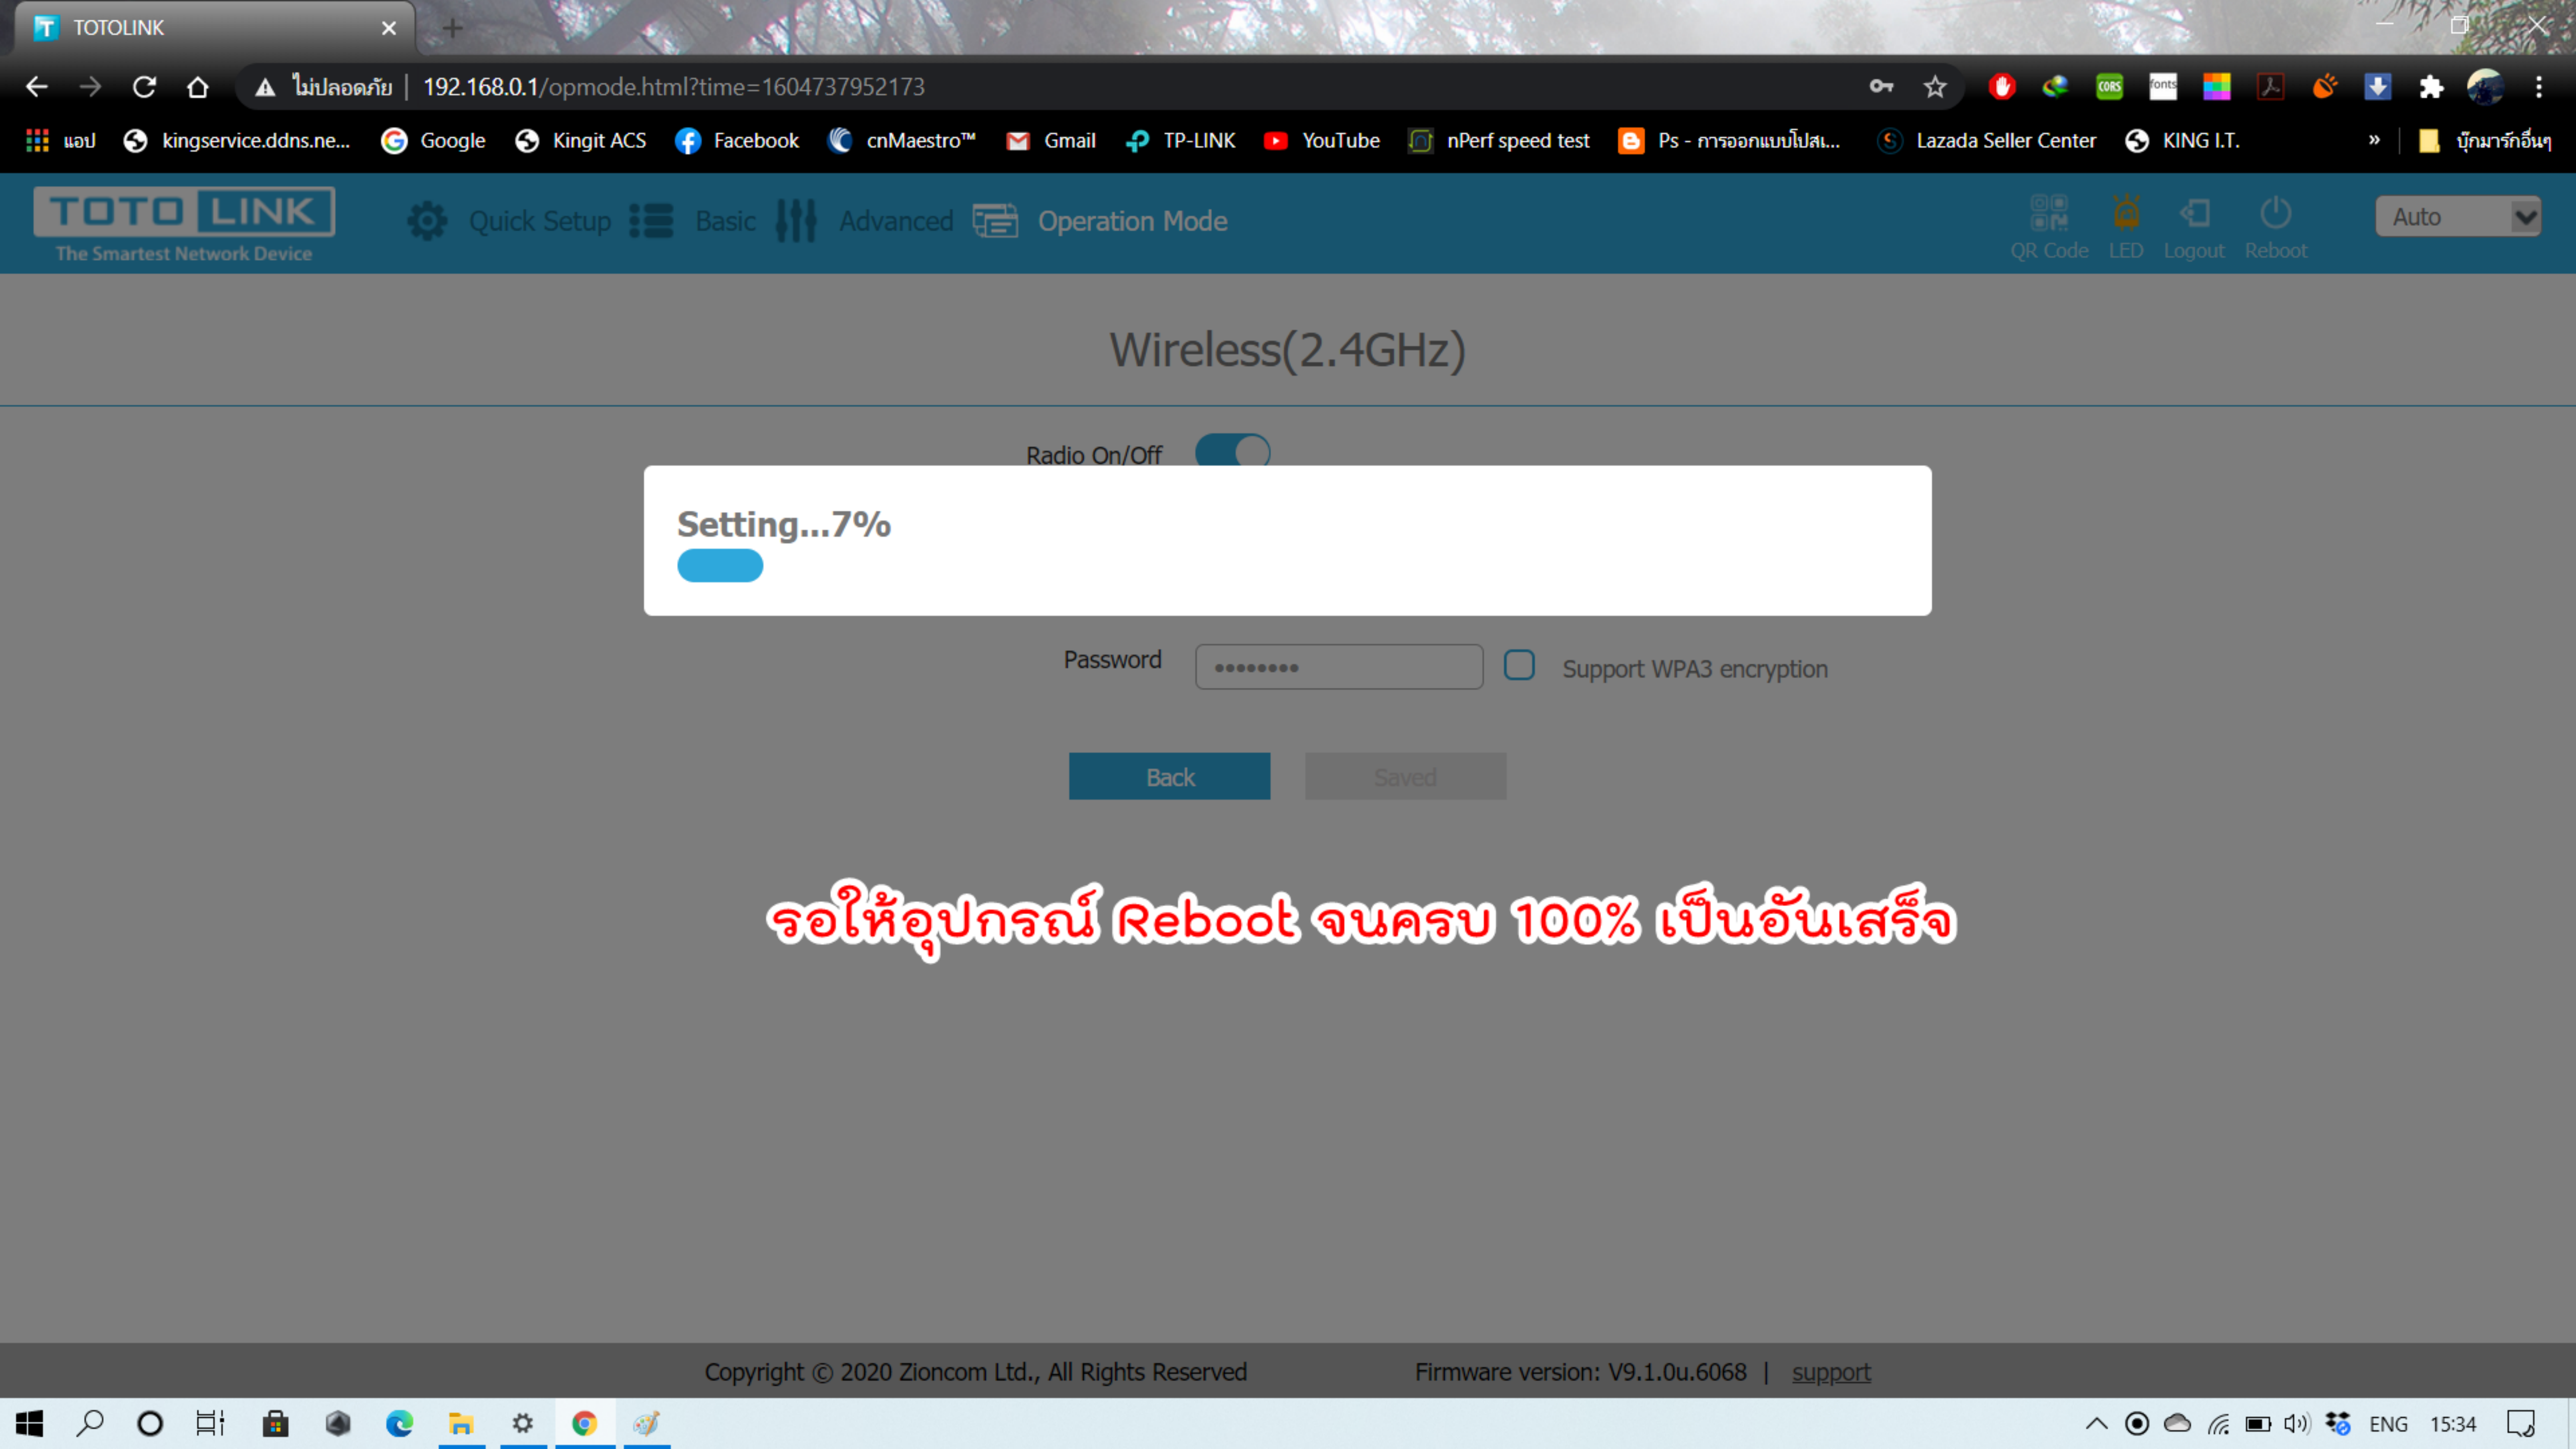 TOTOLINK
ไม่ปลอดภัย | 192.168.0.1/opmode.html?time=1604737952173
CORS
fonts
แอป
kingservice.ddns.ne...
Google
Kingit ACS
Facebook
cnMaestro™
Gmail
TP-LINK
YouTube
nPerf speed test
Ps - การออกแบบโปสเ...
Lazada Seller Center
KING I.T.
»
บุ๊กมาร์กอื่นๆ
TOTO LINK
The Smartest Network Device
Quick Setup
Basic
Advanced
Operation Mode
QR Code
LED
Logout
Reboot
Auto
Wireless(2.4GHz)
Radio On/Off
Setting...7%
Password ••••••••
Support WPA3 encryption
Back
Saved
รอให้อุปกรณ์ Reboot จนครบ 100% เป็นอันเสร็จ
Copyright © 2020 Zioncom Ltd., All Rights Reserved
Firmware version: V9.1.0u.6068 | support
ENG
15:34